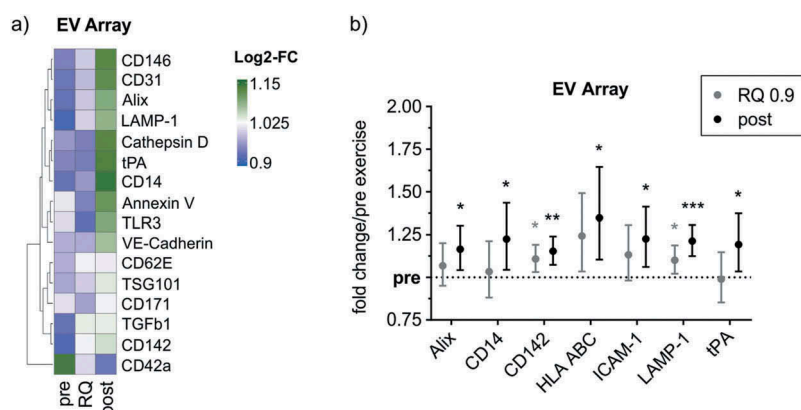 a)
EV Array
CD146
CD31
Alix
LAMP-1
Cathepsin D
tPA
CD14
Annexin V
TLR3
VE-Cadherin
CD62E
TSG101
CD171
TGFb1
CD142
CD42a
pre
RQ
post
Log2-FC
1.15
1.025
0.9
b)
EV Array
RQ 0.9
post
fold change/pre exercise
2.00
1.75
1.50
1.25
pre
0.75
*
*
*
**
*
*
*
***
*
Alix
CD14
CD142
HLA ABC
ICAM-1
LAMP-1
tPA